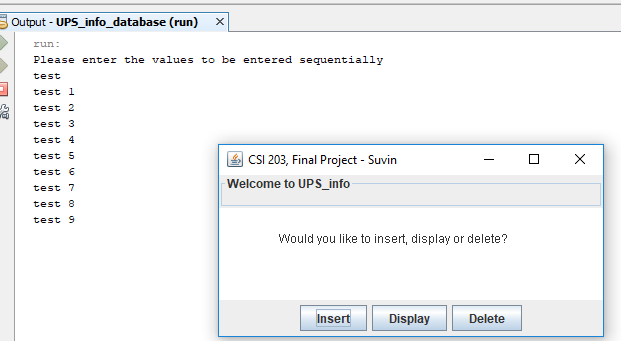 Output - UPS_info_database (run)
run:
Please enter the values to be entered sequentially
test
test 1
test 2
test 3
test 4
test 5
test 6
test 7
test 8
test 9
CSI 203, Final Project - Suvin
Welcome to UPS_info
Would you like to insert, display or delete?
Insert Display Delete